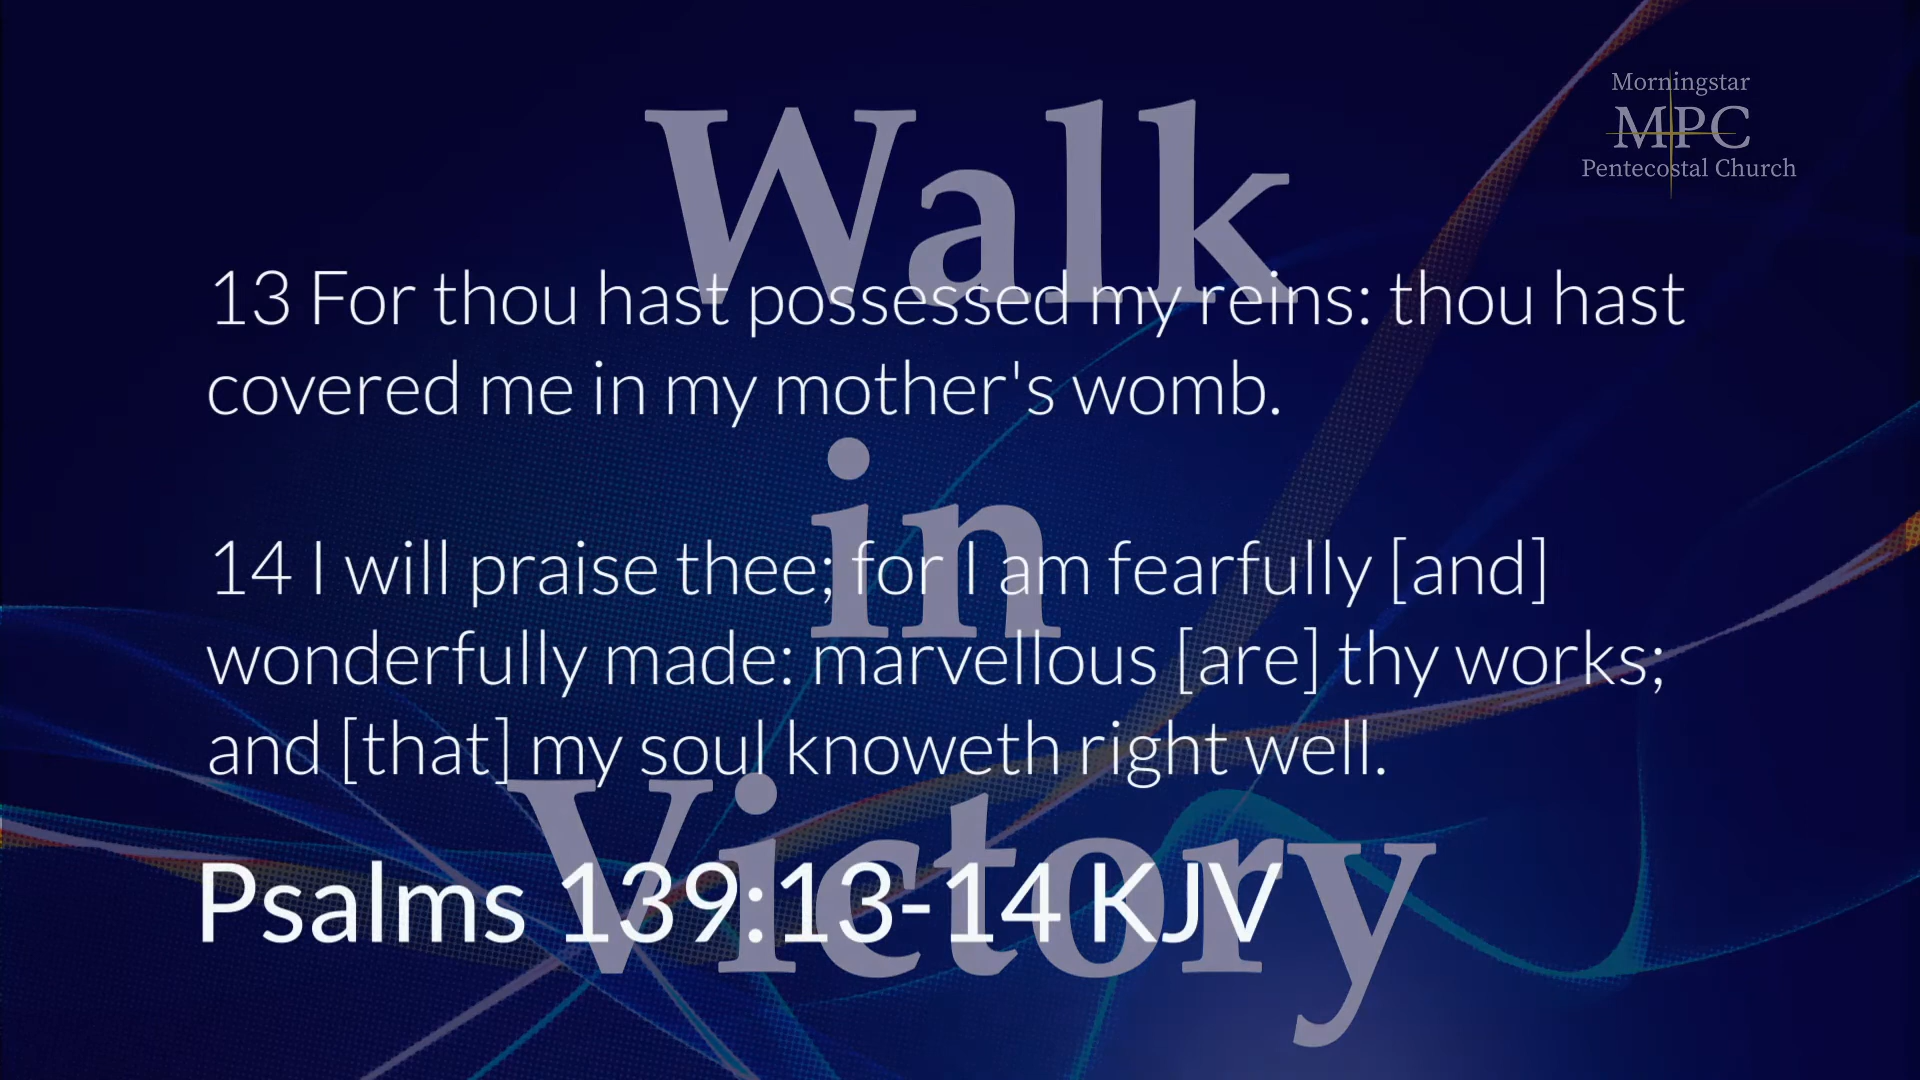 Morningstar
MPC
Pentecostal Church
Walk
13 For thou hast possessed my reins: thou hast
covered me in my mother's womb.
in
14 I will praise thee; for I am fearfully [and]
wonderfully made: marvellous [are] thy works;
and [that] my soul knoweth right well.
Victory
Psalms 139:13-14 KJV